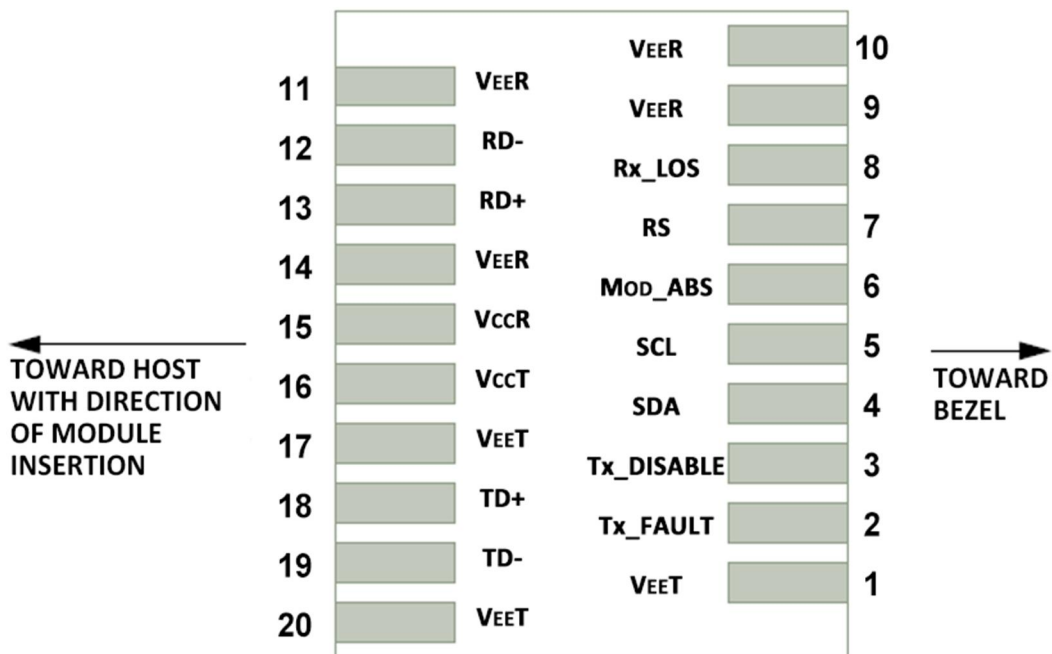 VEER 10
11 VEER
VEER 9
12 RD-
Rx_LOS 8
13 RD+
RS 7
14 VEER
MOD_ABS 6
15 VCCR
SCL 5
16 VCCT
SDA 4
17 VEET
Tx_DISABLE 3
18 TD+
Tx_FAULT 2
19 TD-
VEET 1
20 VEET
TOWARD HOST
WITH DIRECTION
OF MODULE
INSERTION
TOWARD
BEZEL